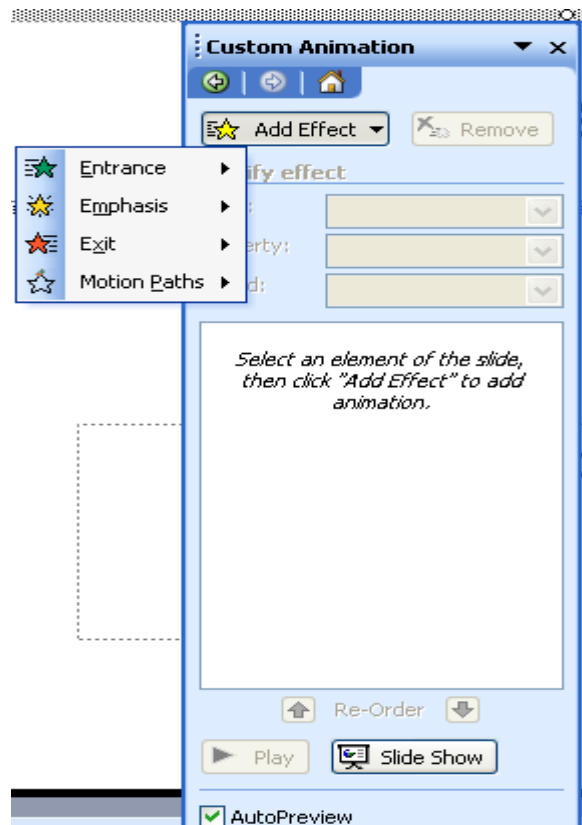 Custom Animation
Add Effect
Remove
Entrance
Emphasis
Exit
Motion Paths
ify effect
:
erty:
d:
Select an element of the slide,
then click "Add Effect" to add
animation.
Re-Order
Play
Slide Show
AutoPreview